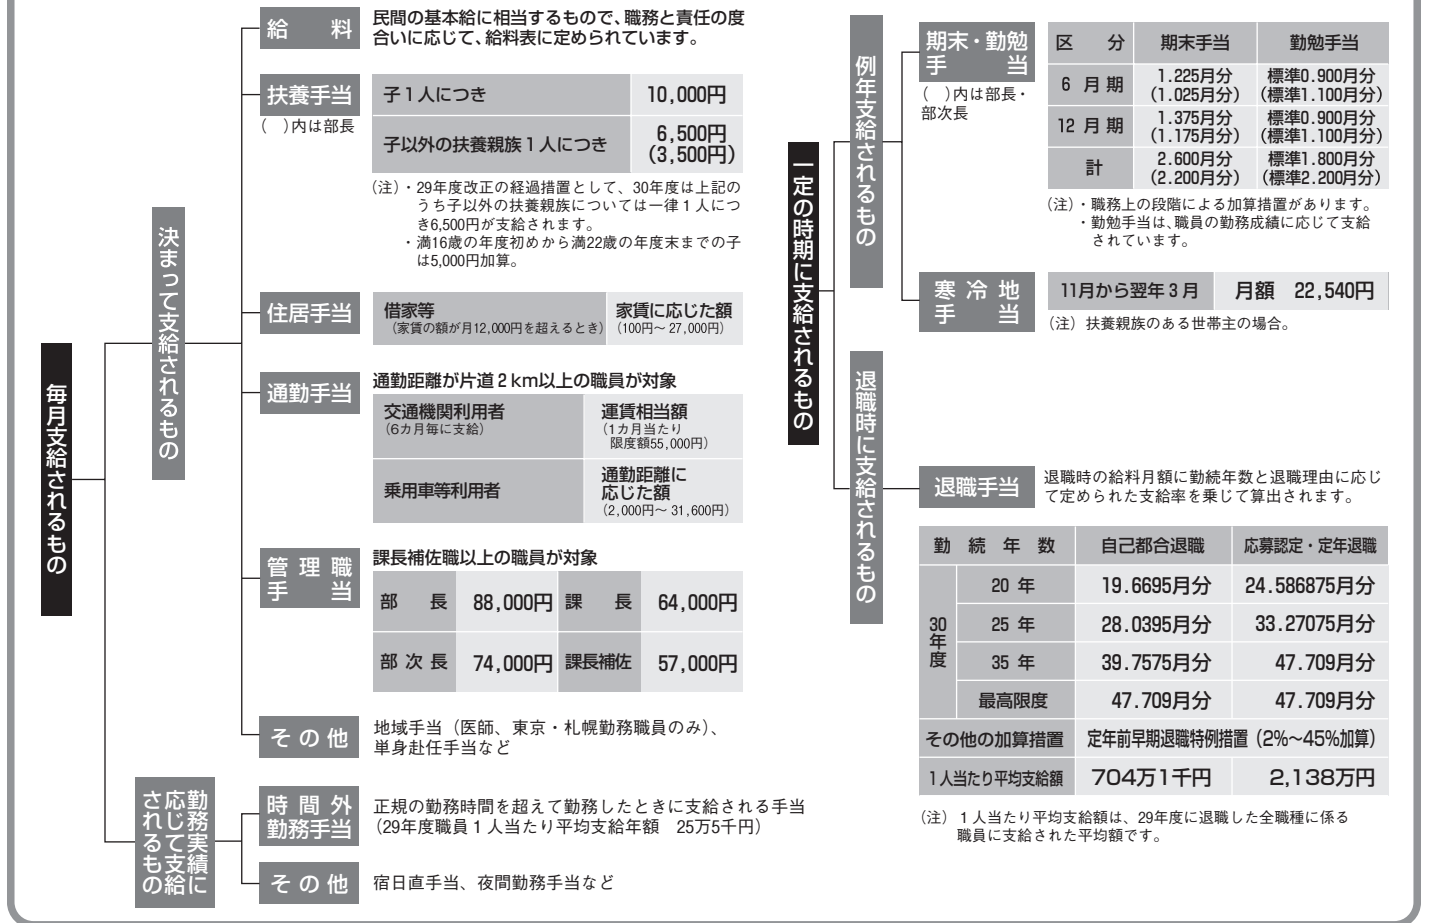 毎月支給されるもの
決まって支給されるもの
給料
民間の基本給に相当するもので、職務と責任の度
合いに応じて、給料表に定められています。
扶養手当
(　)内は部長
子1人につき 10,000円
子以外の扶養親族1人につき 6,500円
(3,500円)
(注)・29年度改正の経過措置として、30年度は上記の
うち子以外の扶養親族については一律1人につ
き6,500円が支給されます。
・満16歳の年度初めから満22歳の年度末までの子
は5,000円加算。
住居手当
借家等 家賃に応じた額
(家賃の額が月12,000円を超えるとき) (100円〜27,000円)
通勤手当
通勤距離が片道2km以上の職員が対象
交通機関利用者 運賃相当額
(6カ月毎に支給) (1カ月当たり
限度額55,000円)
乗用車等利用者 通勤距離に
応じた額
(2,000円〜31,600円)
管理職
手当
課長補佐職以上の職員が対象
部長 88,000円 課長 64,000円
部次長 74,000円 課長補佐 57,000円
その他
地域手当(医師、東京・札幌勤務職員のみ)、
単身赴任手当など
勤務実績に
応じて支給
されるもの
時間外
勤務手当
正規の勤務時間を超えて勤務したときに支給される手当
(29年度職員1人当たり平均支給年額　25万5千円)
その他
宿日直手当、夜間勤務手当など
一定の時期に支給されるもの
例年支給されるもの
期末・勤勉
手当
(　)内は部長・
部次長
区分 期末手当 勤勉手当
6月期 1.225月分 標準0.900月分
(1.025月分) (標準1.100月分)
12月期 1.375月分 標準0.900月分
(1.175月分) (標準1.100月分)
計 2.600月分 標準1.800月分
(2.200月分) (標準2.200月分)
(注)・職務上の段階による加算措置があります。
・勤勉手当は、職員の勤務成績に応じて支給
されています。
寒冷地
手当
11月から翌年3月 月額 22,540円
(注) 扶養親族のある世帯主の場合。
退職時に支給されるもの
退職手当
退職時の給料月額に勤続年数と退職理由に応じ
て定められた支給率を乗じて算出されます。
勤続年数 自己都合退職 応募認定・定年退職
30年度
20年 19.6695月分 24.586875月分
25年 28.0395月分 33.27075月分
35年 39.7575月分 47.709月分
最高限度 47.709月分 47.709月分
その他の加算措置 定年前早期退職特例措置(2%〜45%加算)
1人当たり平均支給額 704万1千円 2,138万円
(注) 1人当たり平均支給額は、29年度に退職した全職種に係る
職員に支給された平均額です。